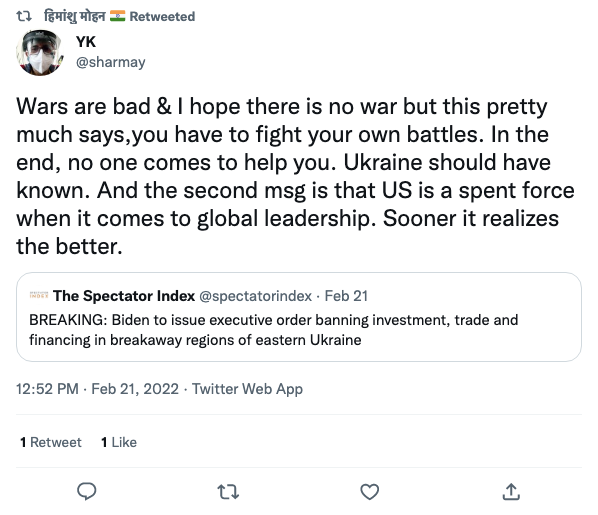 हिमांशु मोहन 🇮🇳 Retweeted
YK
@sharmay
Wars are bad & I hope there is no war but this pretty
much says,you have to fight your own battles. In the
end, no one comes to help you. Ukraine should have
known. And the second msg is that US is a spent force
when it comes to global leadership. Sooner it realizes
the better.
The Spectator Index @spectatorindex · Feb 21
BREAKING: Biden to issue executive order banning investment, trade and
financing in breakaway regions of eastern Ukraine
12:52 PM · Feb 21, 2022 · Twitter Web App
1 Retweet 1 Like